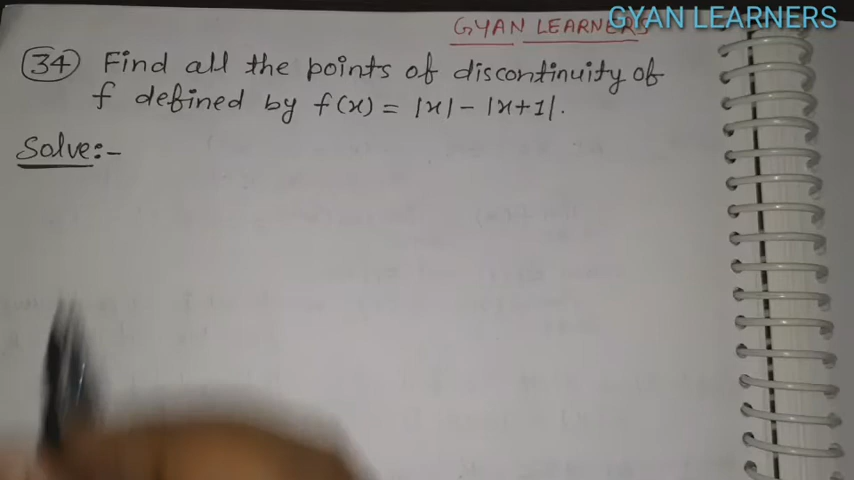 GYAN LEARNERS
GYAN LEARNERS
34 Find all the points of discontinuity of
f defined by f(x) = |x| - |x+1|.
Solve:-